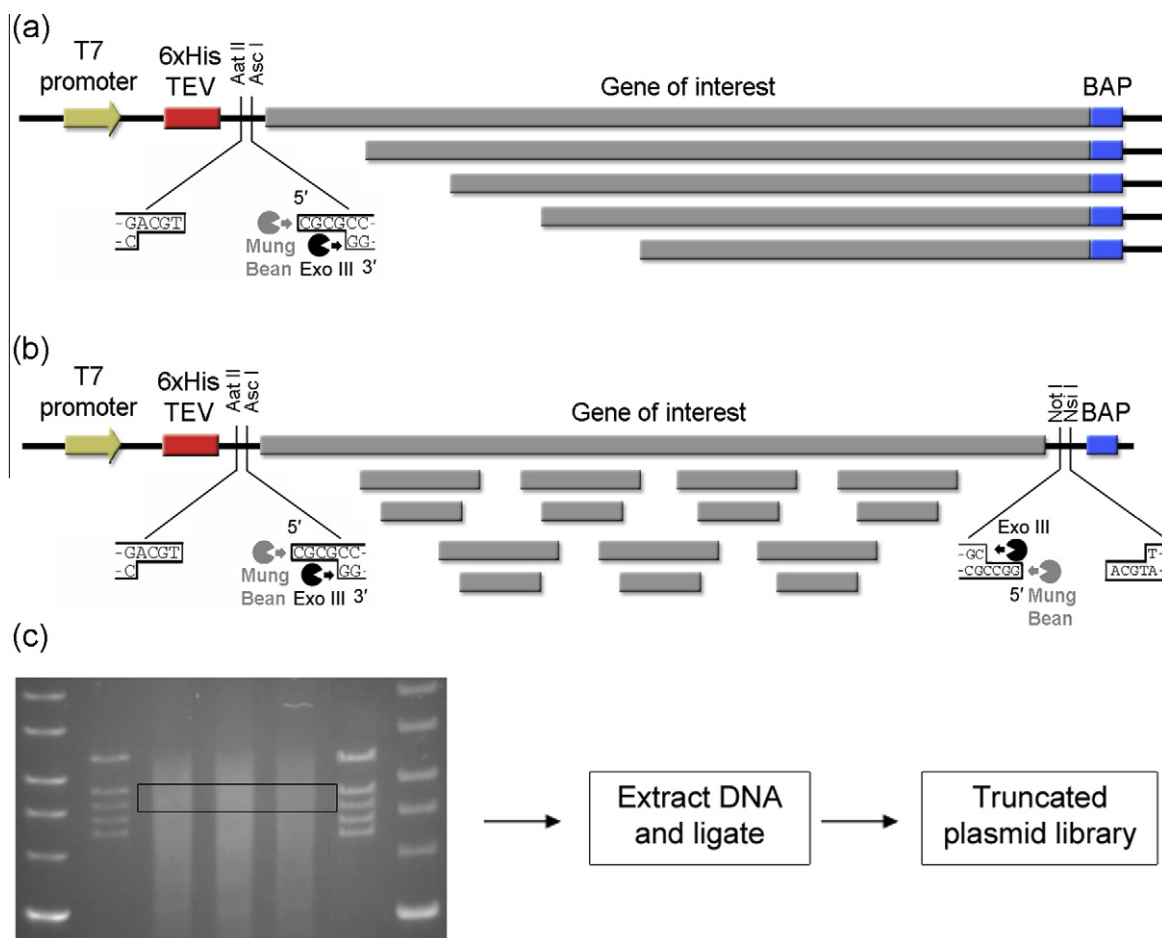 (a)
T7
promoter
6xHis
TEV
Aat II
Asc I
Gene of interest
BAP
-GACGT
-C
5′
CGCGCC-
GG-
Mung
Bean
Exo III
3′
(b)
T7
promoter
6xHis
TEV
Aat II
Asc I
Gene of interest
Not I
Nsi I
BAP
-GACGT
-C
5′
CGCGCC-
GG-
Mung
Bean
Exo III
3′
Exo III
-GC
-CGCCGG
5′
Mung
Bean
T-
ACGTA-
(c)
Extract DNA
and ligate
Truncated
plasmid library